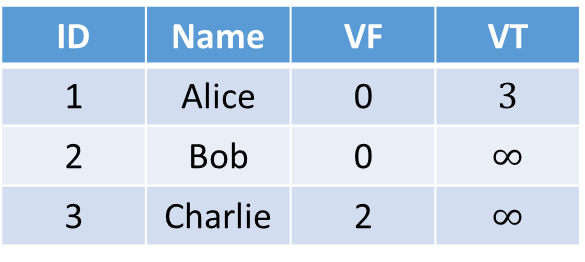 ID Name VF VT
1 Alice 0 3
2 Bob 0 ∞
3 Charlie 2 ∞